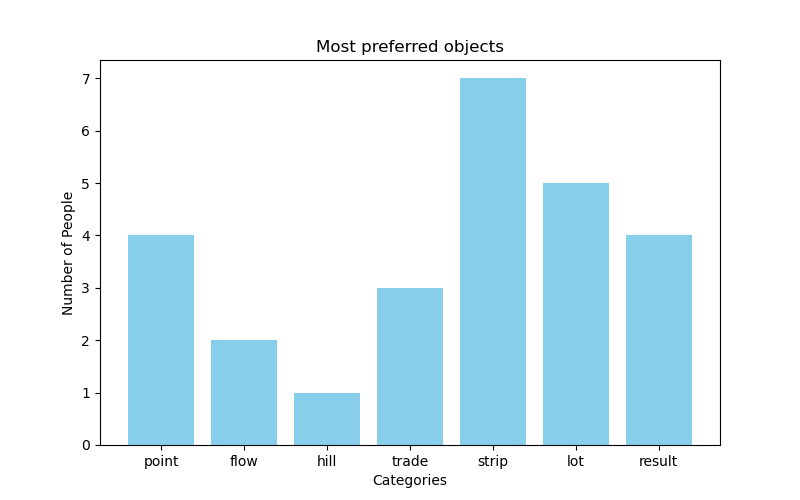 Most preferred objects
Number of People
7
6
5
4
3
2
1
0
point flow hill trade strip lot result
Categories